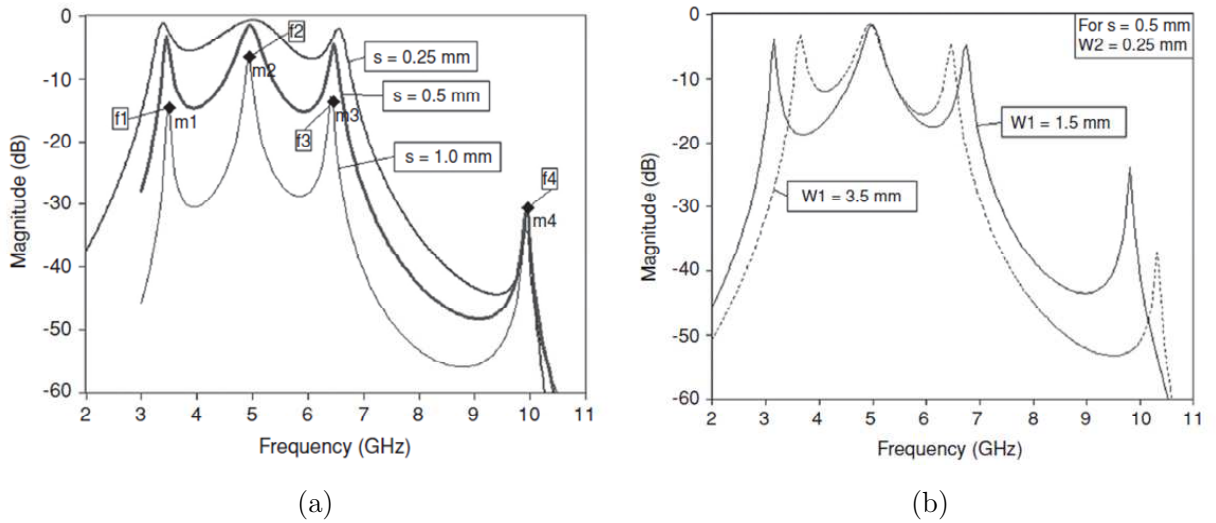 0
-10
-20
-30
-40
-50
-60
Magnitude (dB)
f1
m1
f2
m2
f3
m3
f4
m4
s = 0.25 mm
s = 0.5 mm
s = 1.0 mm
2 3 4 5 6 7 8 9 10 11
Frequency (GHz)
(a)
0
-10
-20
-30
-40
-50
-60
Magnitude (dB)
For s = 0.5 mm
W2 = 0.25 mm
W1 = 1.5 mm
W1 = 3.5 mm
2 3 4 5 6 7 8 9 10 11
Frequency (GHz)
(b)